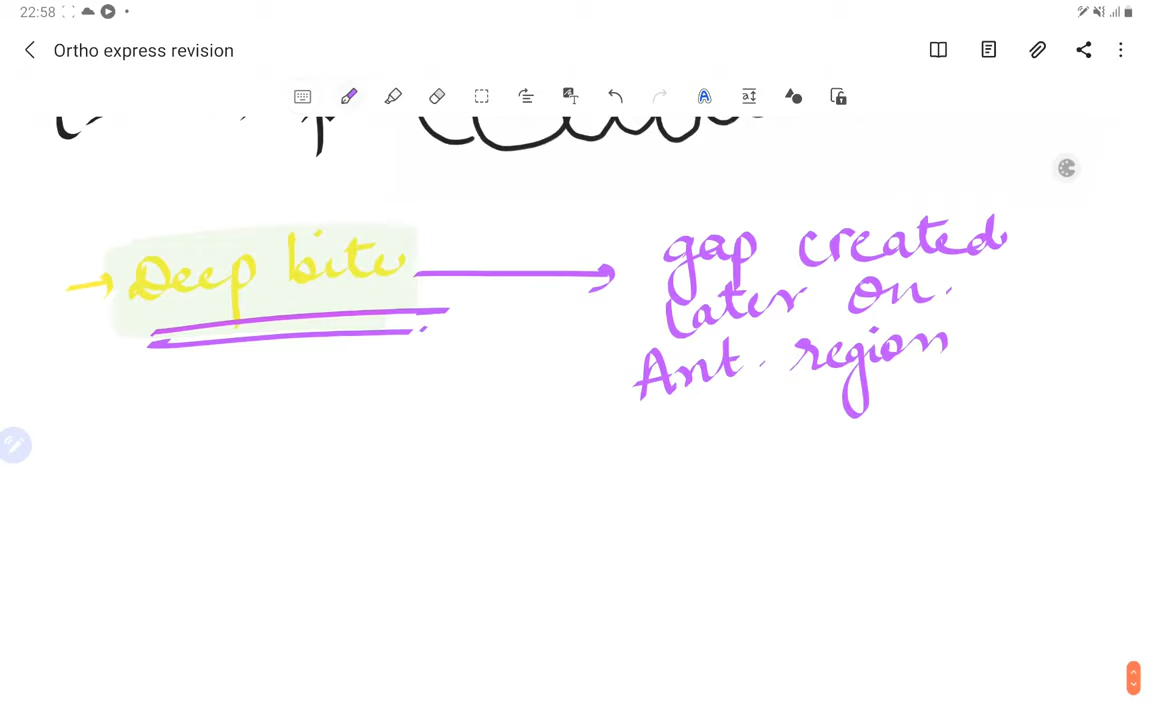 22:58
Ortho express revision
→ Deep bite → gap created
later on.
Ant. region